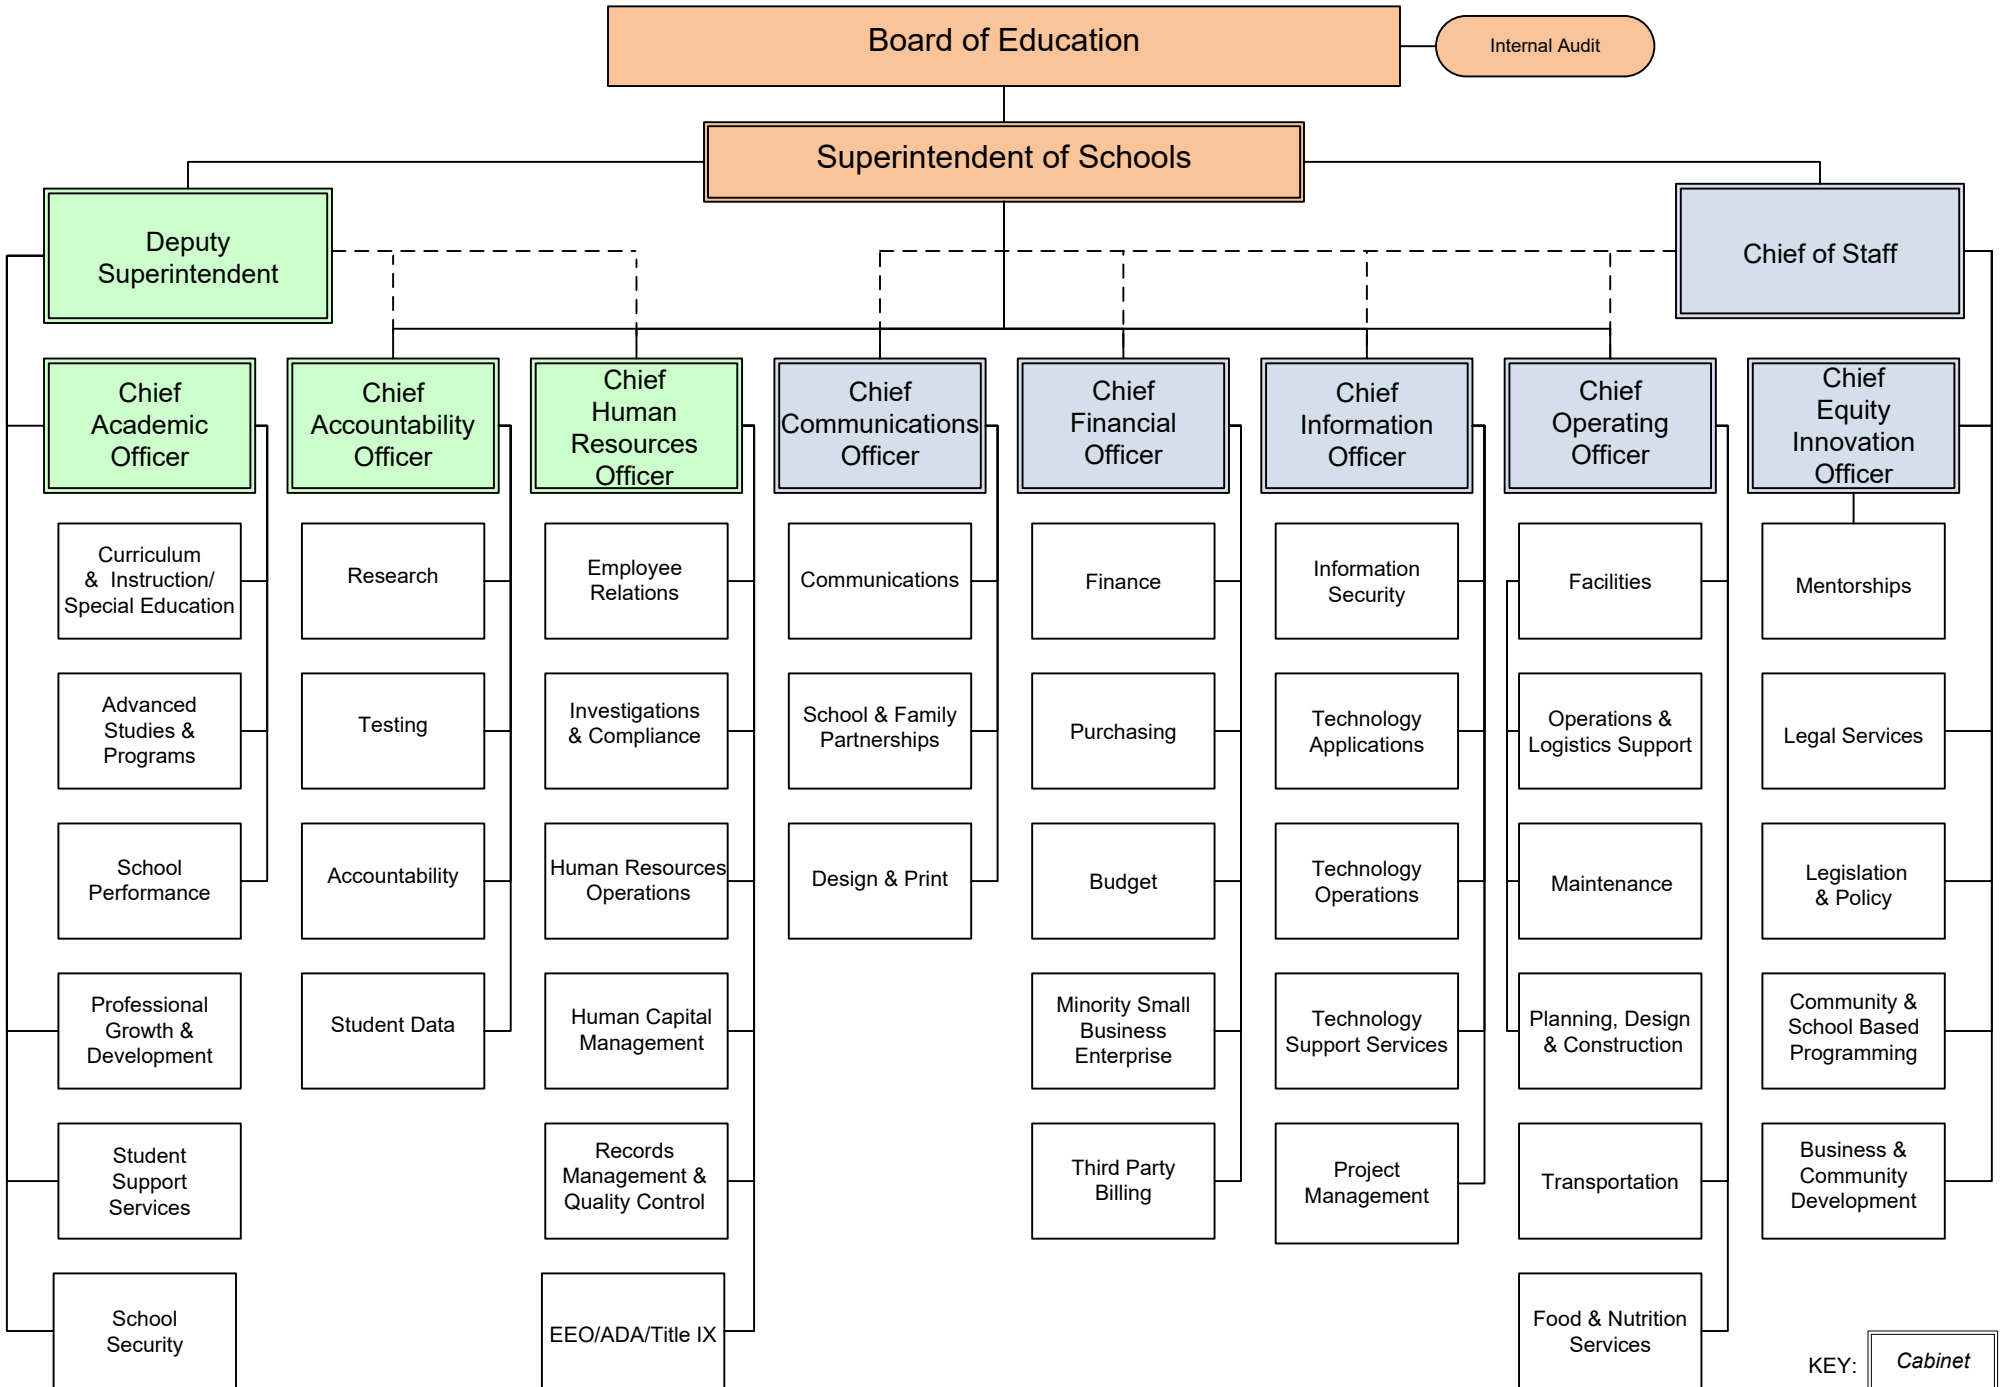 Board of Education
Internal Audit
Superintendent of Schools
Deputy
Superintendent
Chief of Staff
Chief
Academic
Officer
Chief
Accountability
Officer
Chief
Human
Resources
Officer
Chief
Communications
Officer
Chief
Financial
Officer
Chief
Information
Officer
Chief
Operating
Officer
Chief
Equity
Innovation
Officer
Curriculum
& Instruction/
Special Education
Research
Employee
Relations
Communications
Finance
Information
Security
Facilities
Mentorships
Advanced
Studies &
Programs
Testing
Investigations
& Compliance
School & Family
Partnerships
Purchasing
Technology
Applications
Operations &
Logistics Support
Legal Services
School
Performance
Accountability
Human Resources
Operations
Design & Print
Budget
Technology
Operations
Maintenance
Legislation
& Policy
Professional
Growth &
Development
Student Data
Human Capital
Management
Minority Small
Business
Enterprise
Technology
Support Services
Planning, Design
& Construction
Community &
School Based
Programming
Student
Support
Services
Records
Management &
Quality Control
Third Party
Billing
Project
Management
Transportation
Business &
Community
Development
School
Security
EEO/ADA/Title IX
Food & Nutrition
Services
KEY:
Cabinet